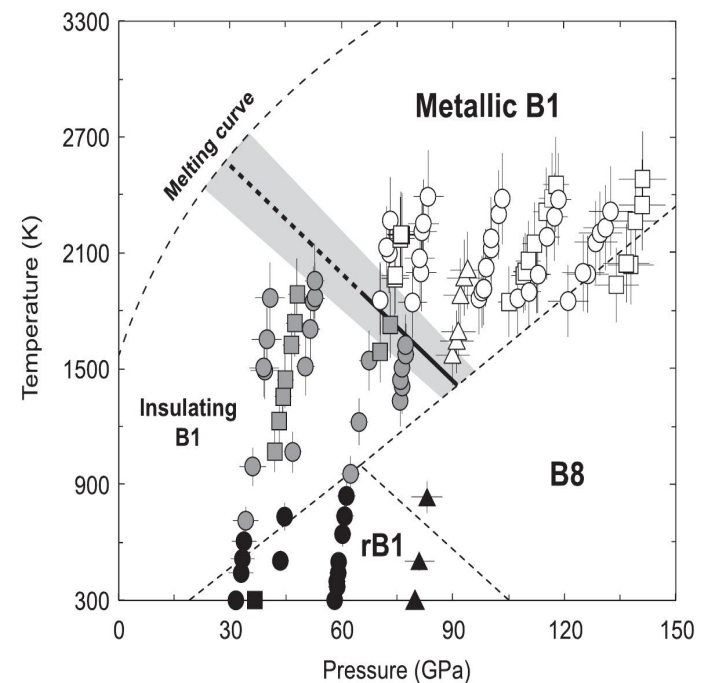 3300
2700
2100
1500
900
300
Temperature (K)
Melting curve
Metallic B1
Insulating
B1
B8
rB1
0
30
60
90
120
150
Pressure (GPa)